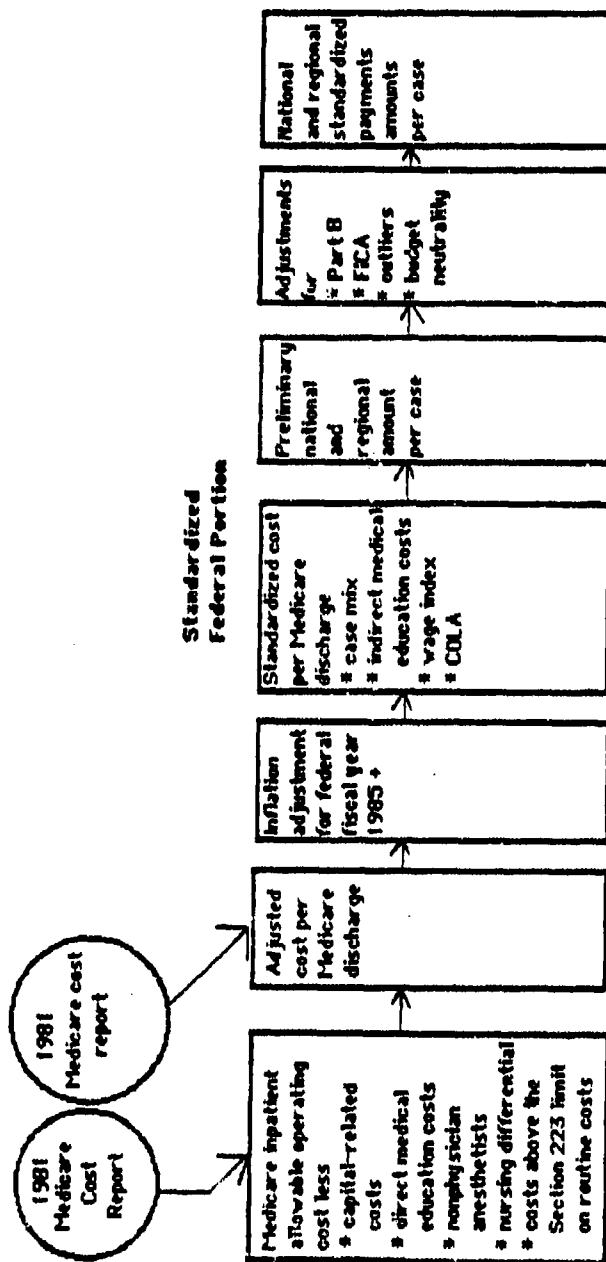 Standardized
Federal Portion
1981
Medicare
Cost
Report
1981
Medicare cost
report
Medicare inpatient
allowable operating
cost less
* capital-related
costs
* direct medical
education costs
* nonphysician
anesthetists
* nursing differential
* costs above the
Section 223 limit
on routine costs
Adjusted
cost per
Medicare
discharge
Inflation
adjustment
for federal
fiscal year
1985 +
Standardized cost
per Medicare
discharge
* case mix
* indirect medical
education costs
* wage index
* COLA
Preliminary
national
and
regional
amount
per case
Adjustments
for
* Part B
* FICA
* outliers
* budget
neutrality
National
and regional
standardized
payments
amounts
per case